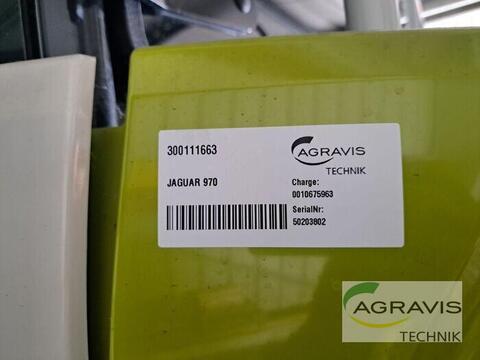 300111663
AGRAVIS
TECHNIK
JAGUAR 970
Charge:
0010675963
SerialNr:
50203802
AGRAVIS
TECHNIK